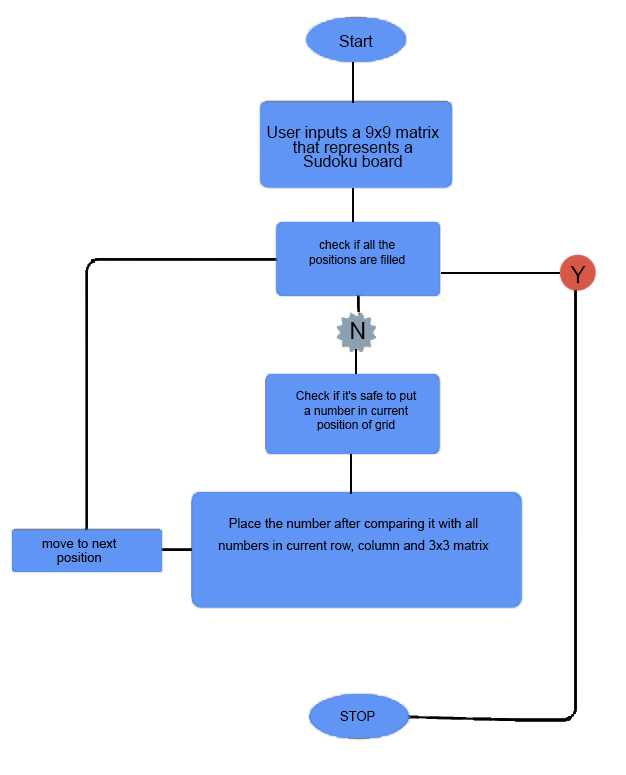 Start
User inputs a 9x9 matrix
that represents a
Sudoku board
check if all the
positions are filled
Y
N
Check if it's safe to put
a number in current
position of grid
Place the number after comparing it with all
numbers in current row, column and 3x3 matrix
move to next
position
STOP